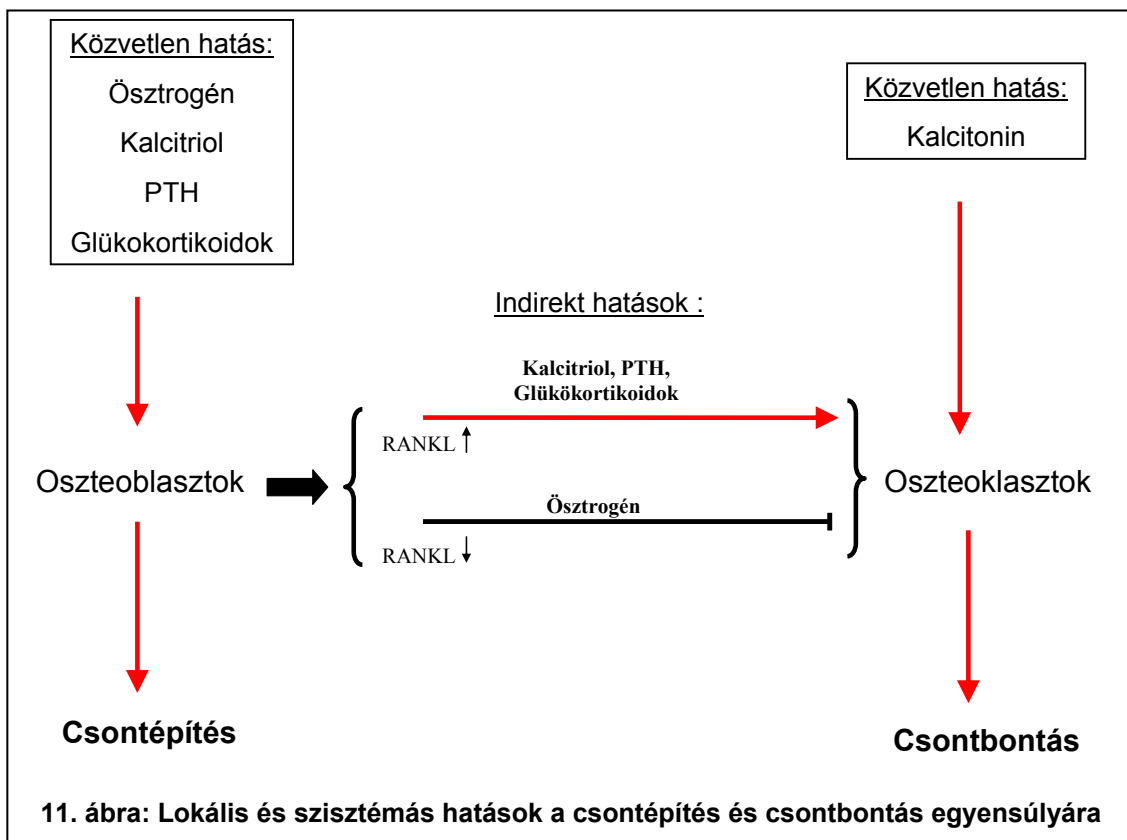 Közvetlen hatás:
Ösztrogén
Kalcitriol
PTH
Glükokortikoidok
Közvetlen hatás:
Kalcitonin
Indirekt hatások :
Kalcitriol, PTH,
Glükökortikoidok
RANKL
Oszteoblasztok
Oszteoklasztok
Ösztrogén
RANKL
Csontépítés
Csontbontás
11. ábra: Lokális és szisztémás hatások a csontépítés és csontbontás egyensúlyára